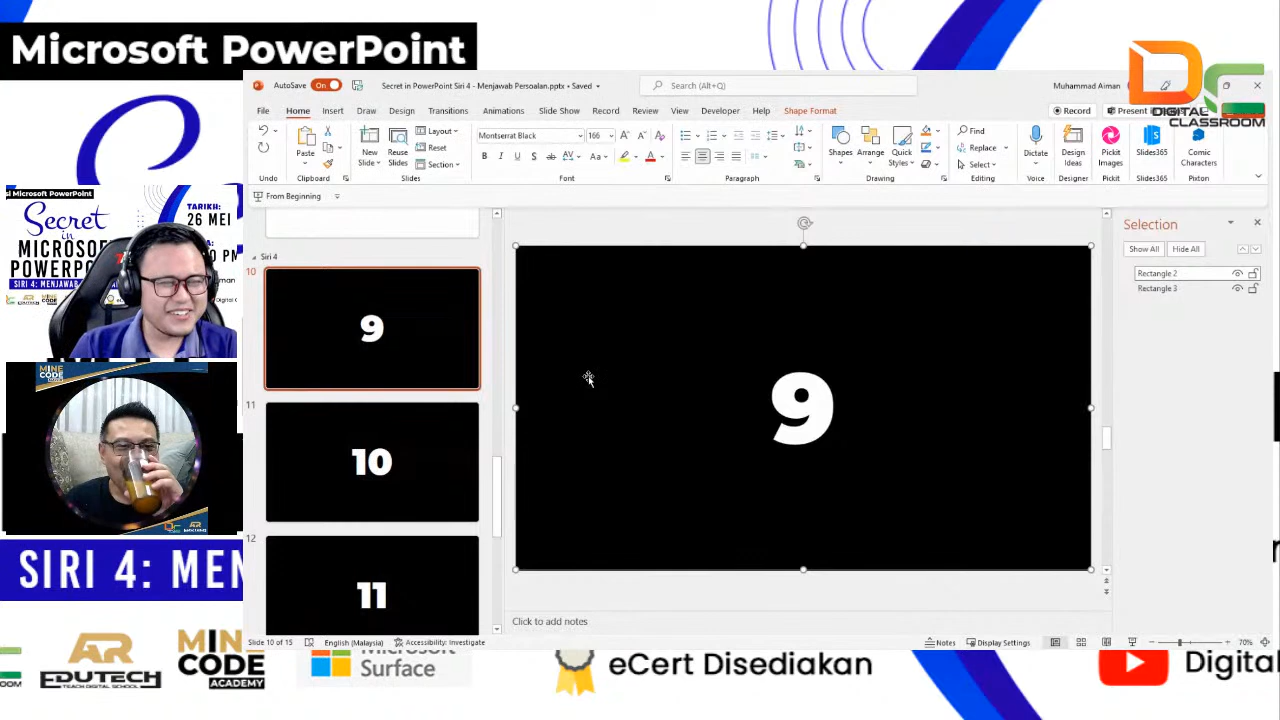 Microsoft PowerPoint
DIGITAL
CLASSROOM
AutoSave On
Secret in PowerPoint Siri 4 - Menjawab Persoalan.pptx • Saved
Search (Alt+Q)
Muhammad Aiman
File Home Insert Draw Design Transitions Animations Slide Show Record Review View Developer Help Shape Format
Record
Present in
Undo
Paste
Clipboard
New Slide
Reuse Slides
Layout
Reset
Section
Slides
Montserrat Black 166
Font
Paragraph
Shapes
Arrange
Quick Styles
Drawing
Find
Replace
Select
Editing
Dictate
Voice
Design Ideas
Designer
Pickit Images
Pickit
Slides365
Slides365
Comic Characters
Pixton
From Beginning
Siri 4
10
9
11
10
12
11
9
Selection
Show All
Hide All
Rectangle 2
Rectangle 3
Click to add notes
Slide 10 of 15
English (Malaysia)
Accessibility: Investigate
Notes
Display Settings
70%
si Microsoft PowerPoint
Secret
in
TARIKH:
26 MEI
MINE
CODE
SIRI 4: MEN
AR
EDUTECH
TEACH DIGITAL SCHOOL
MINE
CODE
ACADEMY
Microsoft
Surface
eCert Disediakan
Digital